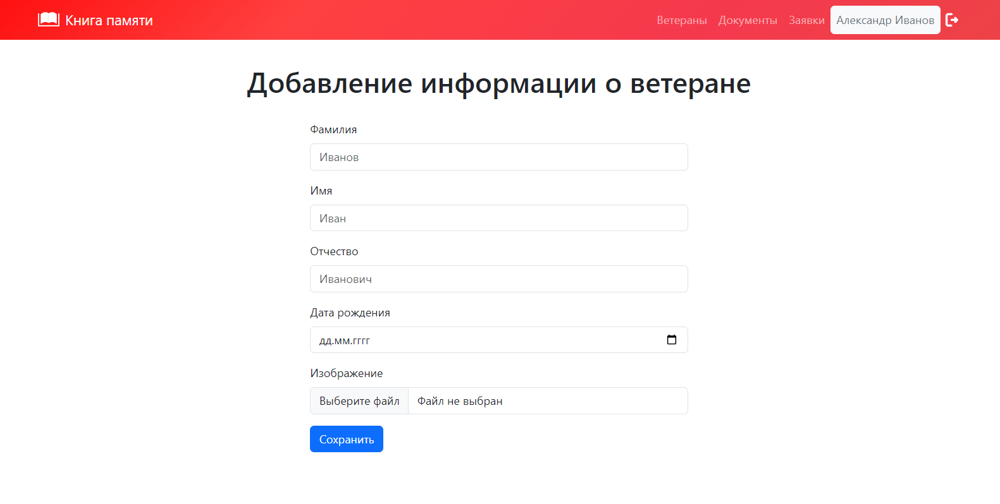 Книга памяти
Ветераны Документы Заявки Александр Иванов
Добавление информации о ветеране
Фамилия
Иванов
Имя
Иван
Отчество
Иванович
Дата рождения
дд.мм.гггг
Изображение
Выберите файл Файл не выбран
Сохранить